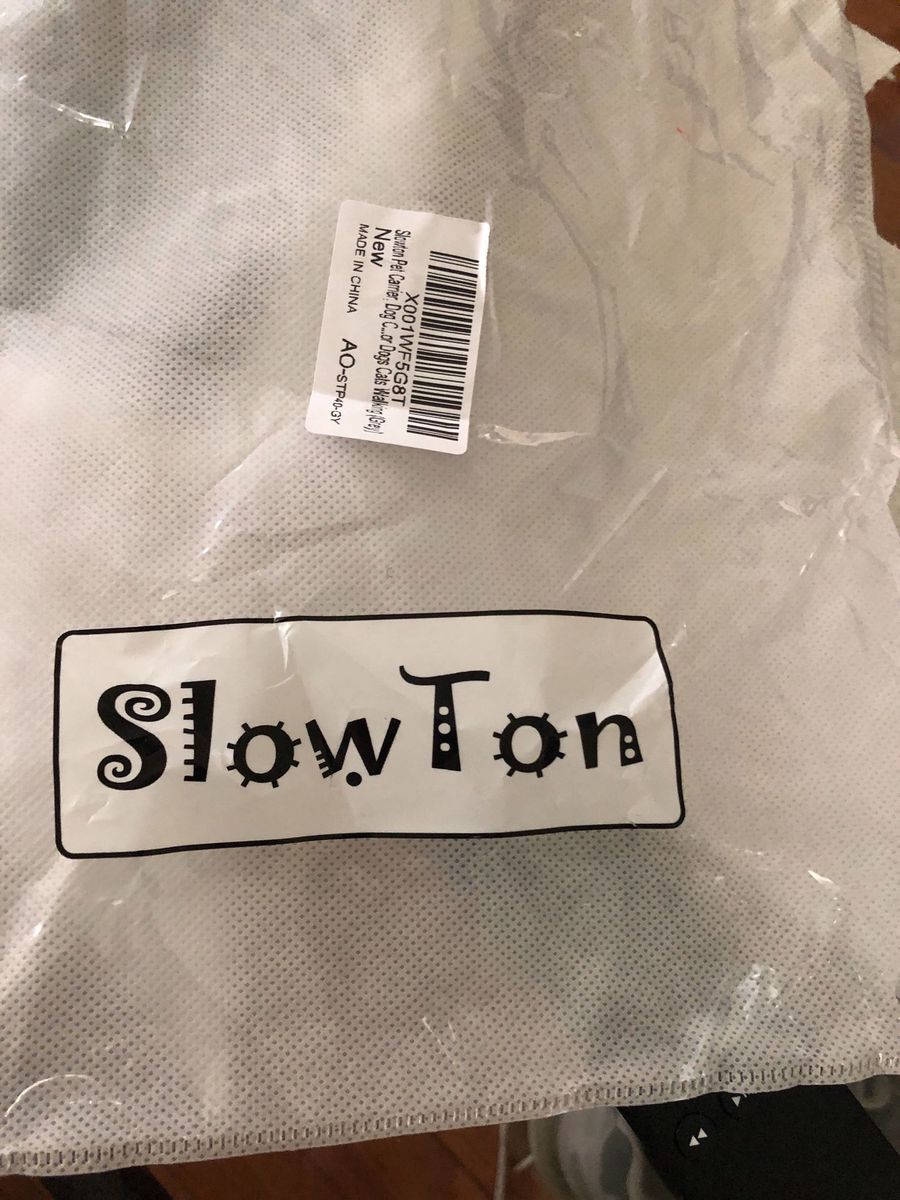 X001WF5G8T
Slowton Pet Carrier, Dog C...or Dogs Cats Walking (Grey)
New
MADE IN CHINA AO-STP40-GY
SlowTon